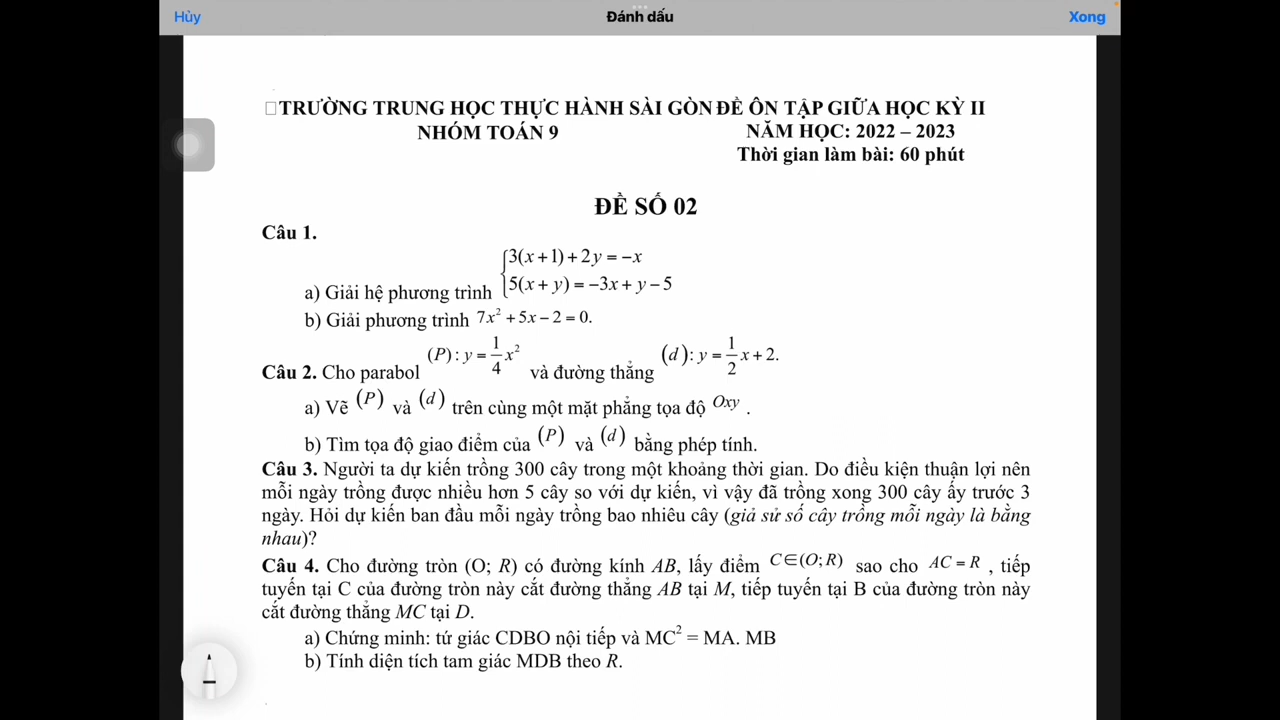 Hủy
Đánh dấu
Xong
TRƯỜNG TRUNG HỌC THỰC HÀNH SÀI GÒN ĐỀ ÔN TẬP GIỮA HỌC KỲ II
NHÓM TOÁN 9 NĂM HỌC: 2022 – 2023
Thời gian làm bài: 60 phút
ĐỀ SỐ 02
Câu 1.
a) Giải hệ phương trình { 3(x + 1) + 2y = −x
5(x + y) = −3x + y − 5
b) Giải phương trình 7x² + 5x − 2 = 0.
Câu 2. Cho parabol (P) : y = 1/4 x² và đường thẳng (d) : y = 1/2 x + 2.
a) Vẽ (P) và (d) trên cùng một mặt phẳng tọa độ Oxy .
b) Tìm tọa độ giao điểm của (P) và (d) bằng phép tính.
Câu 3. Người ta dự kiến trồng 300 cây trong một khoảng thời gian. Do điều kiện thuận lợi nên
mỗi ngày trồng được nhiều hơn 5 cây so với dự kiến, vì vậy đã trồng xong 300 cây ấy trước 3
ngày. Hỏi dự kiến ban đầu mỗi ngày trồng bao nhiêu cây (giả sử số cây trồng mỗi ngày là bằng
nhau)?
Câu 4. Cho đường tròn (O; R) có đường kính AB, lấy điểm C∈(O;R) sao cho AC = R , tiếp
tuyến tại C của đường tròn này cắt đường thẳng AB tại M, tiếp tuyến tại B của đường tròn này
cắt đường thẳng MC tại D.
a) Chứng minh: tứ giác CDBO nội tiếp và MC² = MA. MB
b) Tính diện tích tam giác MDB theo R.